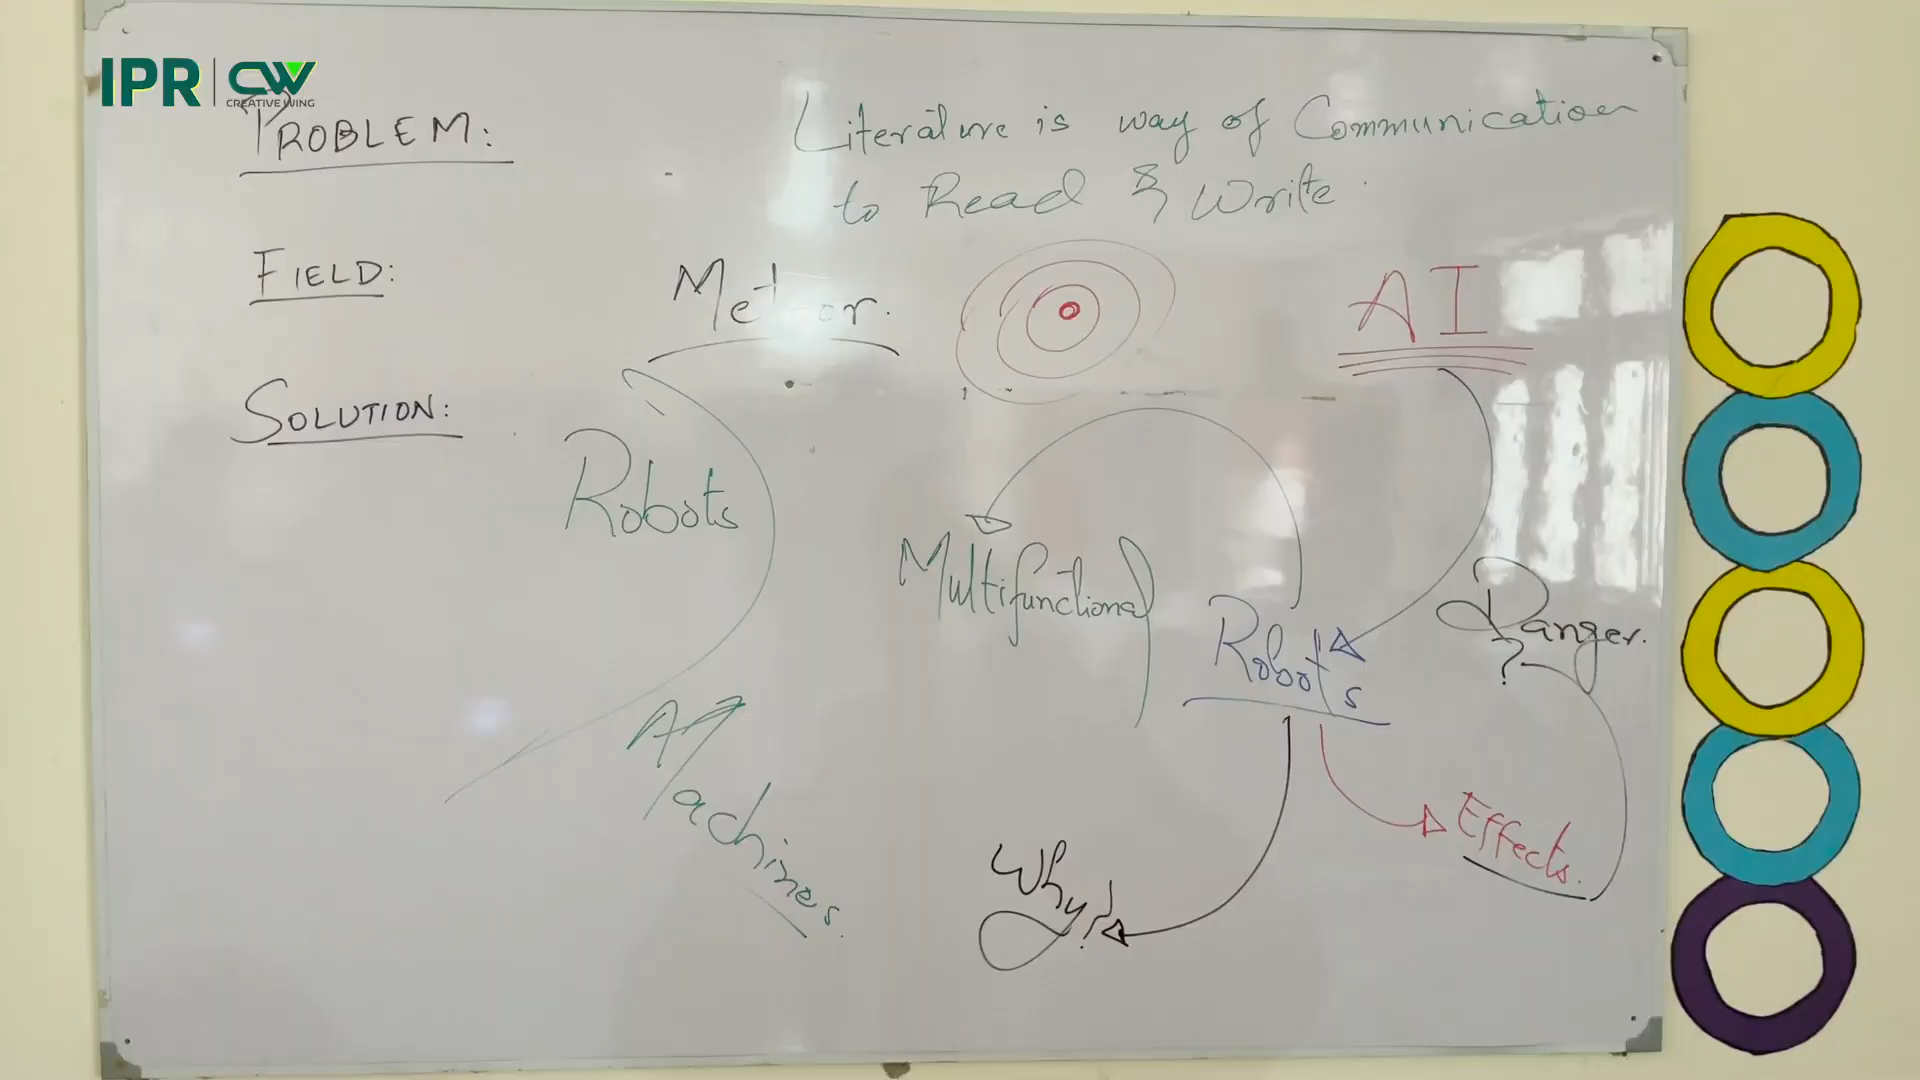 IPR CW
CREATIVE WING
PROBLEM:
Literature is way of Communication
to Read & Write.
FIELD:
Meteor.
AI
SOLUTION:
Robots
Multifunctional
Danger.
?
Robots
Machines.
Effects.
Why?